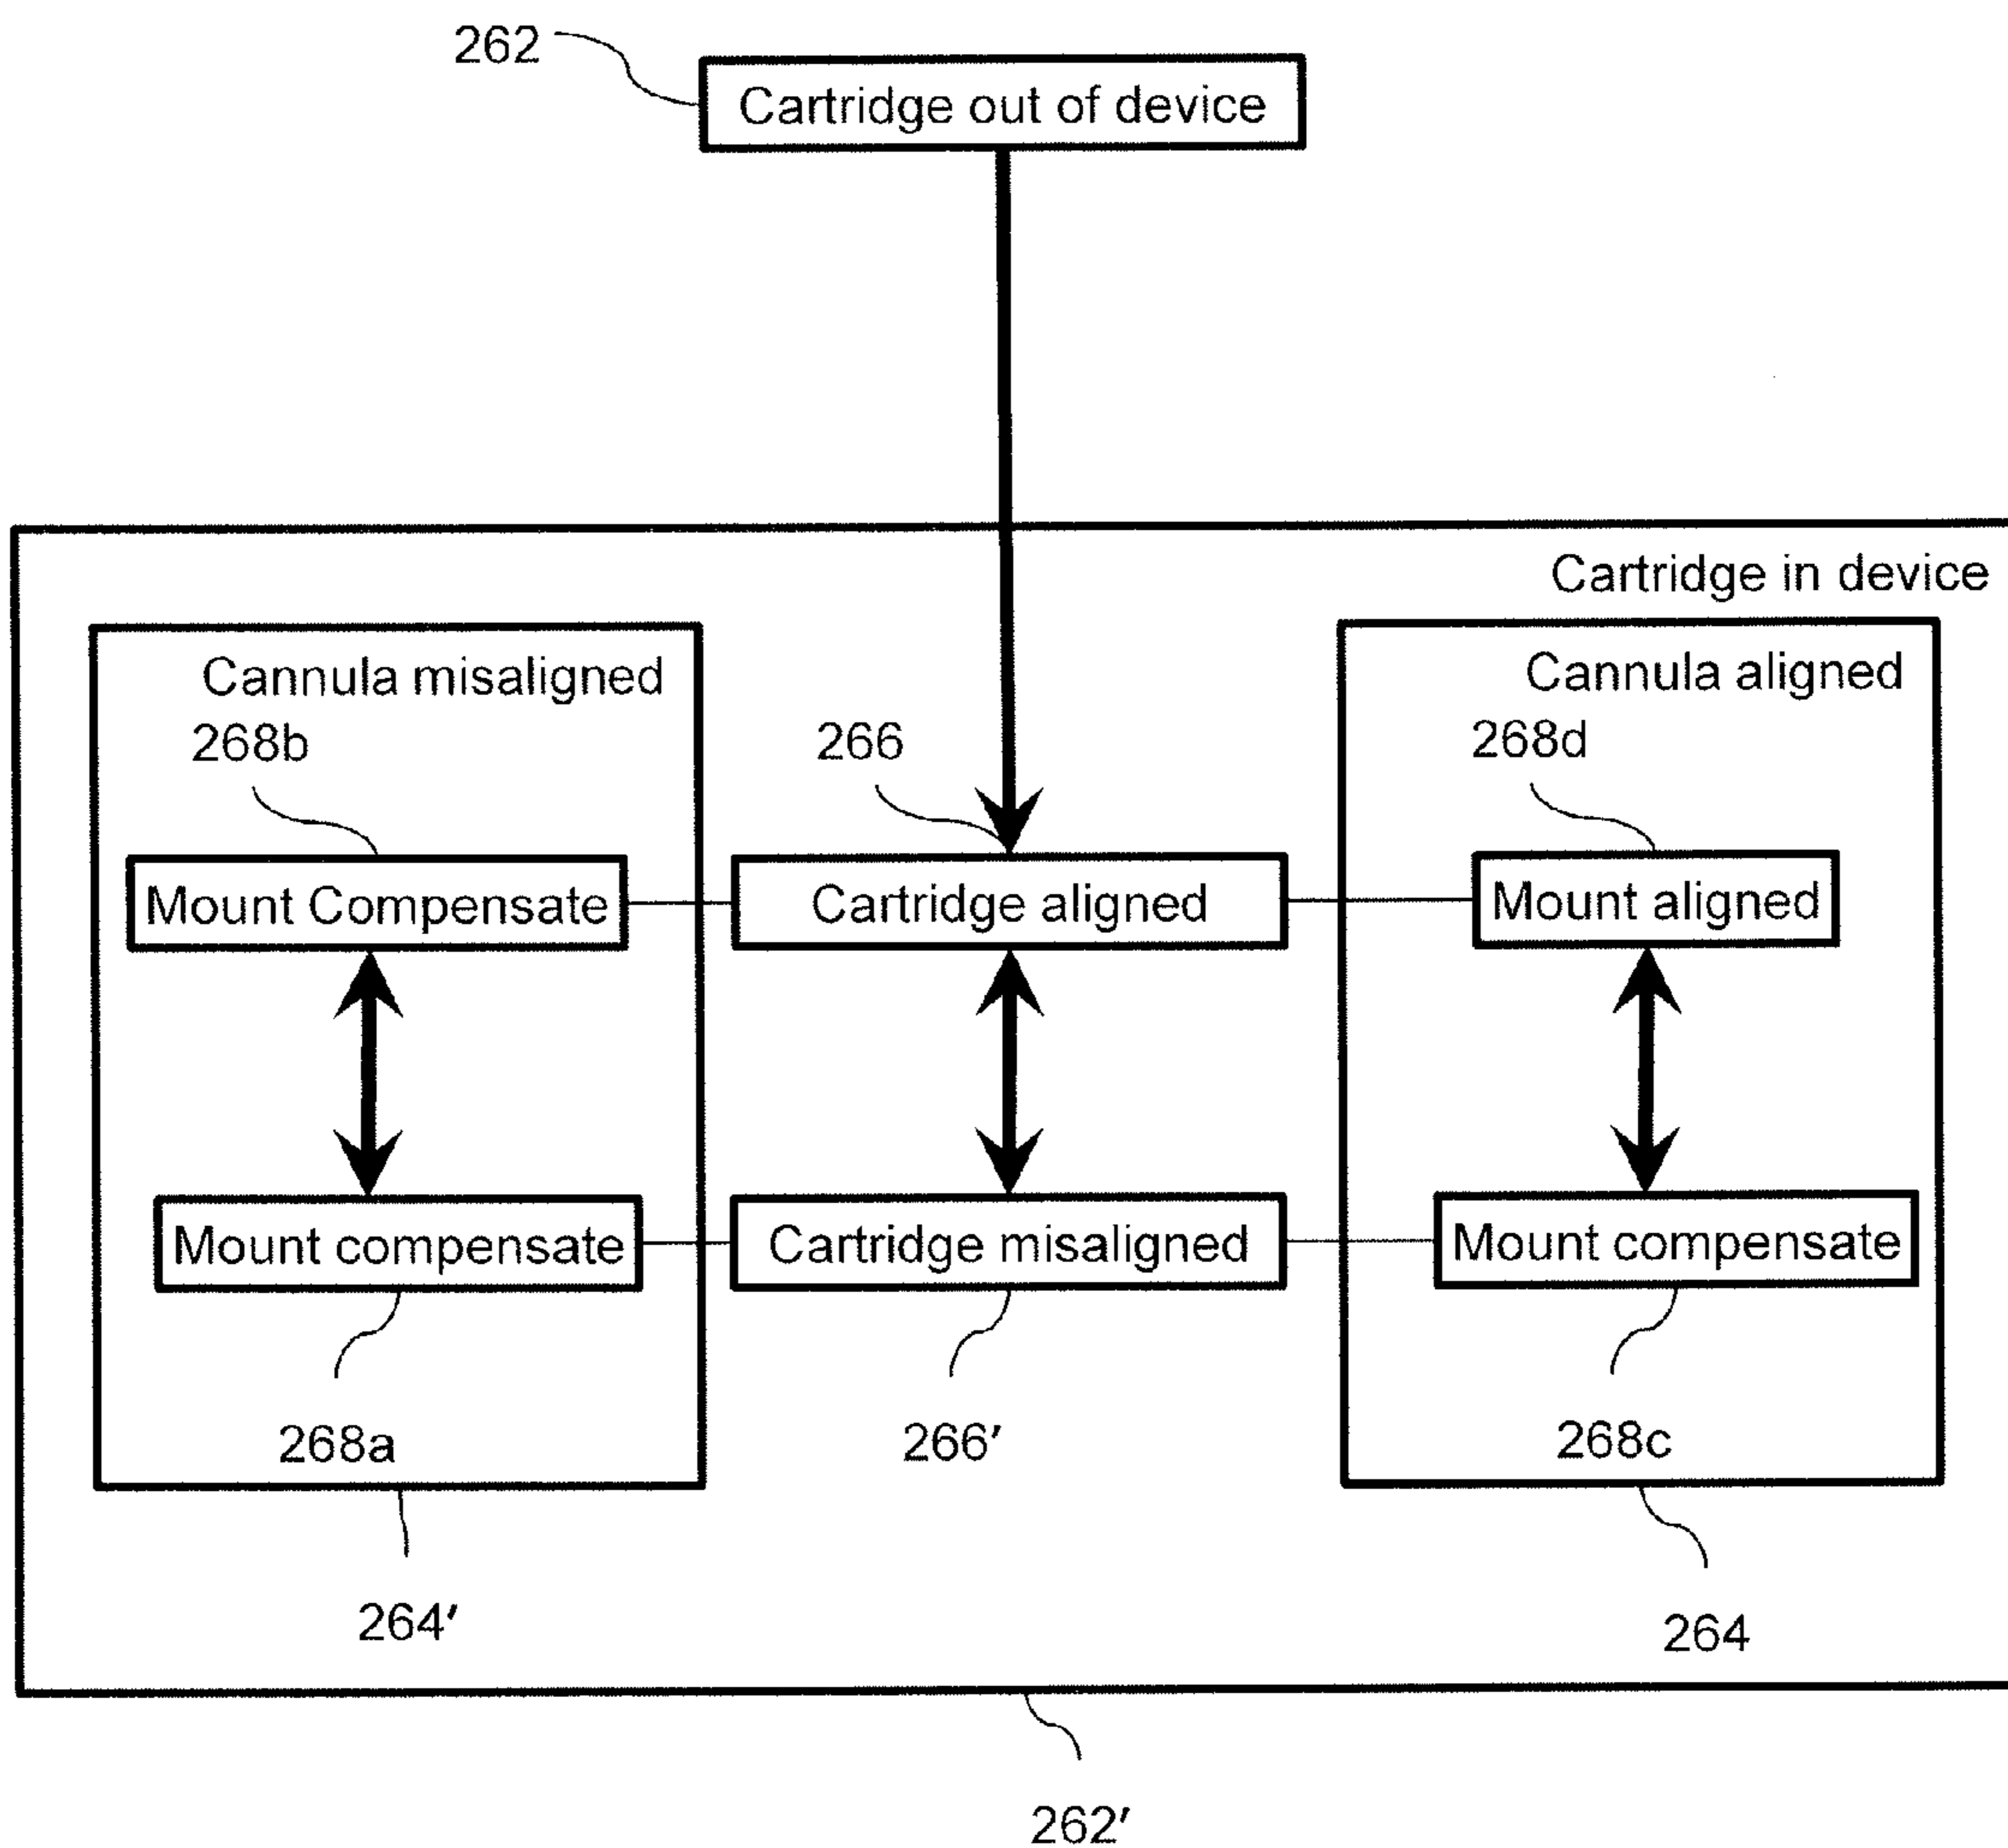 262
Cartridge out of device
Cartridge in device
Cannula misaligned
Cannula aligned
268b
266
268d
Mount Compensate
Cartridge aligned
Mount aligned
Mount compensate
Cartridge misaligned
Mount compensate
268a
266′
268c
264′
264
262′